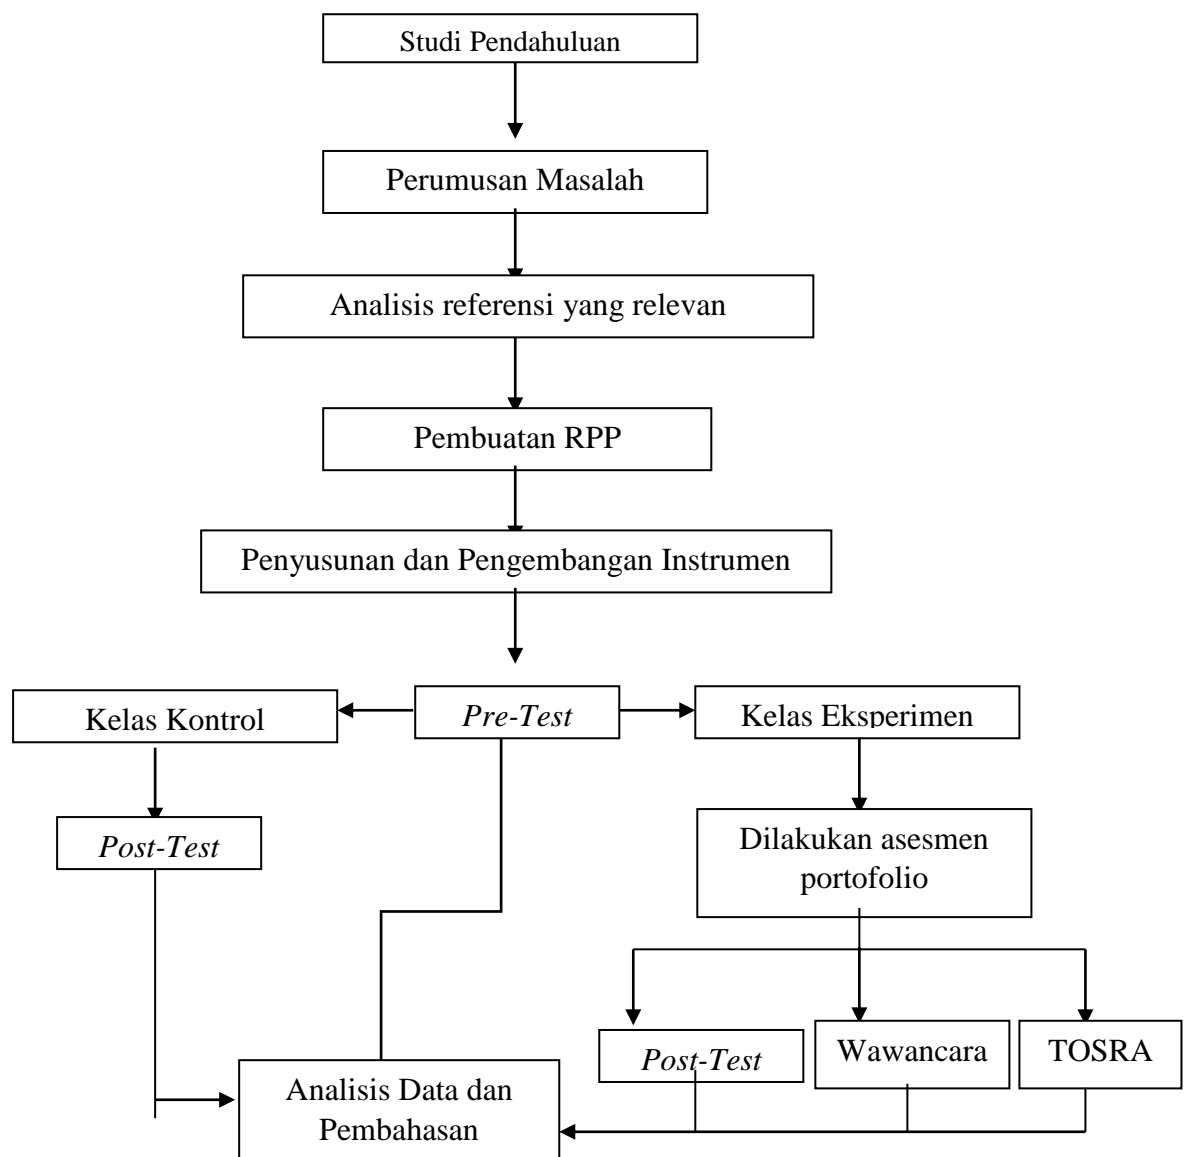 Studi Pendahuluan
Perumusan Masalah
Analisis referensi yang relevan
Pembuatan RPP
Penyusunan dan Pengembangan Instrumen
Kelas Kontrol
Pre-Test
Kelas Eksperimen
Post-Test
Dilakukan asesmen
portofolio
Post-Test
Wawancara
TOSRA
Analisis Data dan
Pembahasan